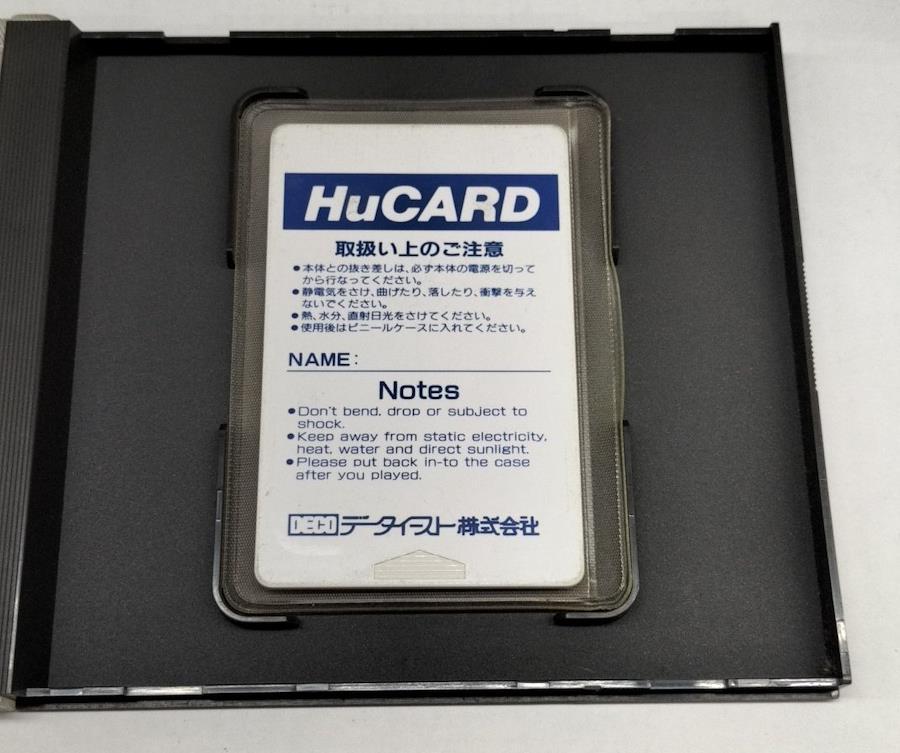 HuCARD
取扱い上のご注意
●本体との抜き差しは、必ず本体の電源を切って
から行なってください。
●静電気をさけ、曲げたり、落したり、衝撃を与え
ないでください。
●熱、水分、直射日光をさけてください。
●使用後はビニールケースに入れてください。
NAME:
Notes
●Don't bend, drop or subject to
shock.
●Keep away from static electricity,
heat, water and direct sunlight.
●Please put back in-to the case
after you played.
DECO データイースト株式会社